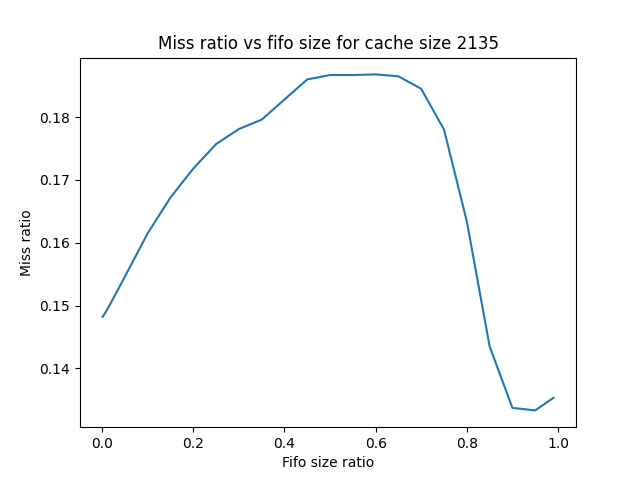 Miss ratio vs fifo size for cache size 2135
0.18
0.17
0.16
0.15
0.14
Miss ratio
0.0 0.2 0.4 0.6 0.8 1.0
Fifo size ratio